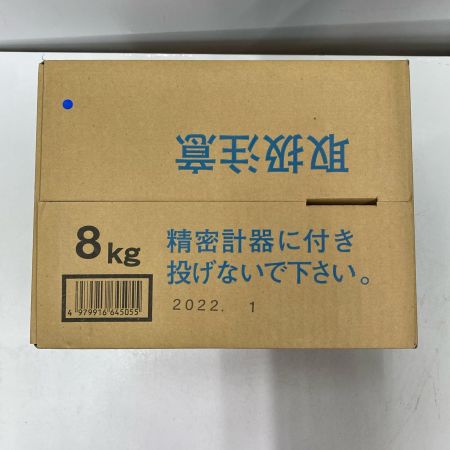 取扱注意
8kg
精密計器に付き
投げないで下さい。
2022. 1
4 979916 645055